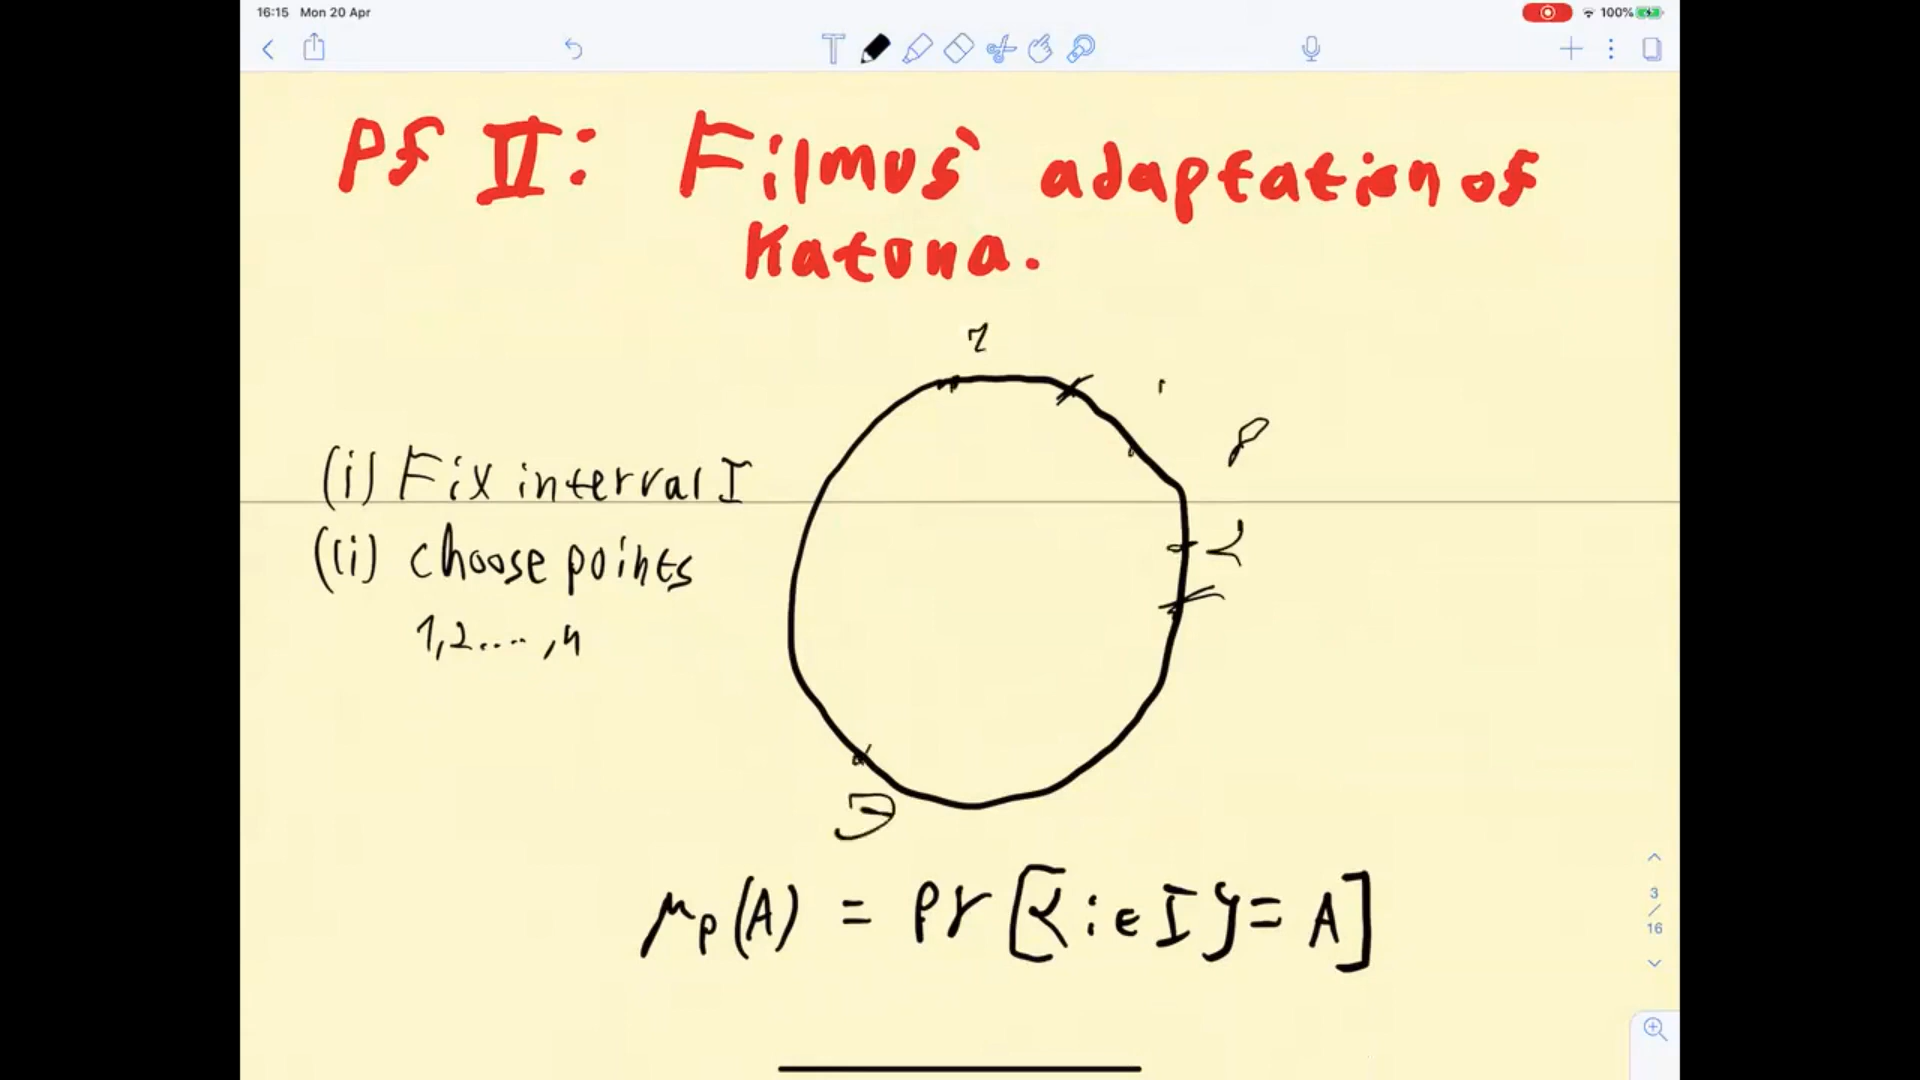 16:15 Mon 20 Apr
100%
Pf II: Filmus' adaptation of
Katona.
(i) Fix interval I
(ii) choose points
1,2....,n
μp(A) = Pr[{i∈I}=A]
3
/
16